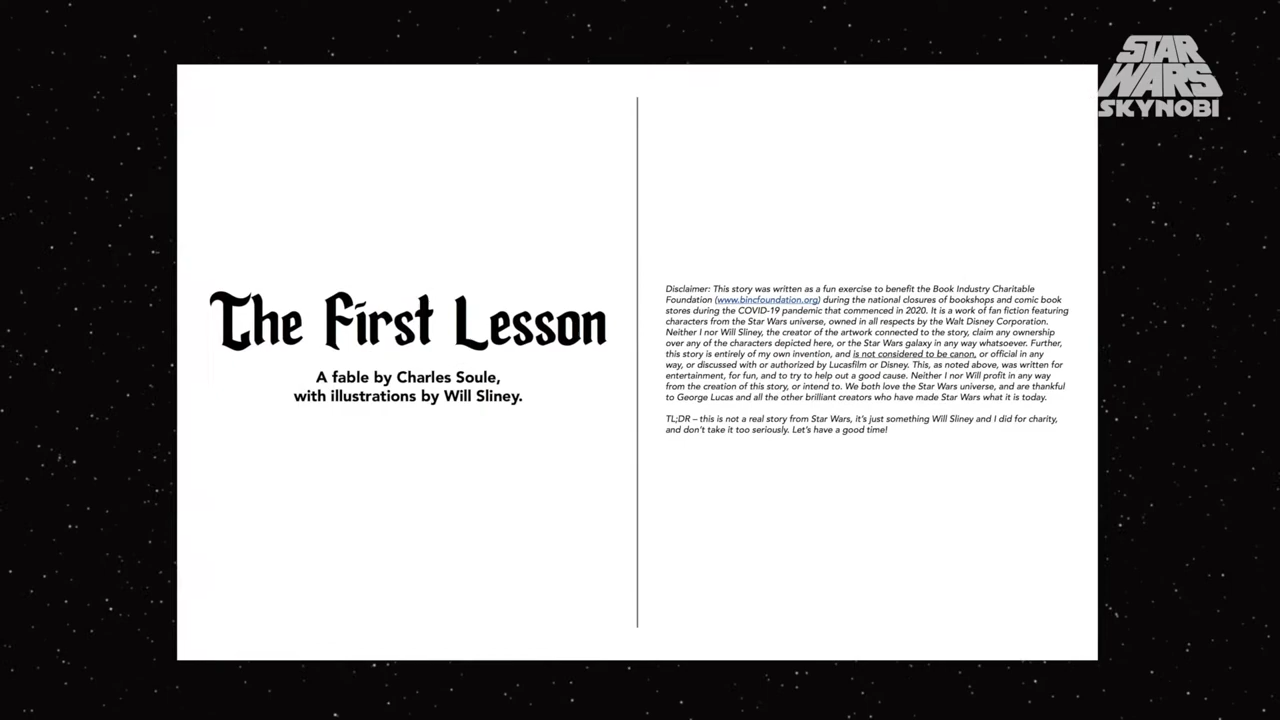 STAR
WARS
SKYNOBI
The First Lesson
A fable by Charles Soule,
with illustrations by Will Sliney.
Disclaimer: This story was written as a fun exercise to benefit the Book Industry Charitable
Foundation (www.bincfoundation.org) during the national closures of bookshops and comic book
stores during the COVID-19 pandemic that commenced in 2020. It is a work of fan fiction featuring
characters from the Star Wars universe, owned in all respects by the Walt Disney Corporation.
Neither I nor Will Sliney, the creator of the artwork connected to the story, claim any ownership
over any of the characters depicted here, or the Star Wars galaxy in any way whatsoever. Further,
this story is entirely of my own invention, and is not considered to be canon, or official in any
way, or discussed with or authorized by Lucasfilm or Disney. This, as noted above, was written for
entertainment, for fun, and to try to help out a good cause. Neither I nor Will profit in any way
from the creation of this story, or intend to. We both love the Star Wars universe, and are thankful
to George Lucas and all the other brilliant creators who have made Star Wars what it is today.
TL;DR – this is not a real story from Star Wars, it's just something Will Sliney and I did for charity,
and don't take it too seriously. Let's have a good time!